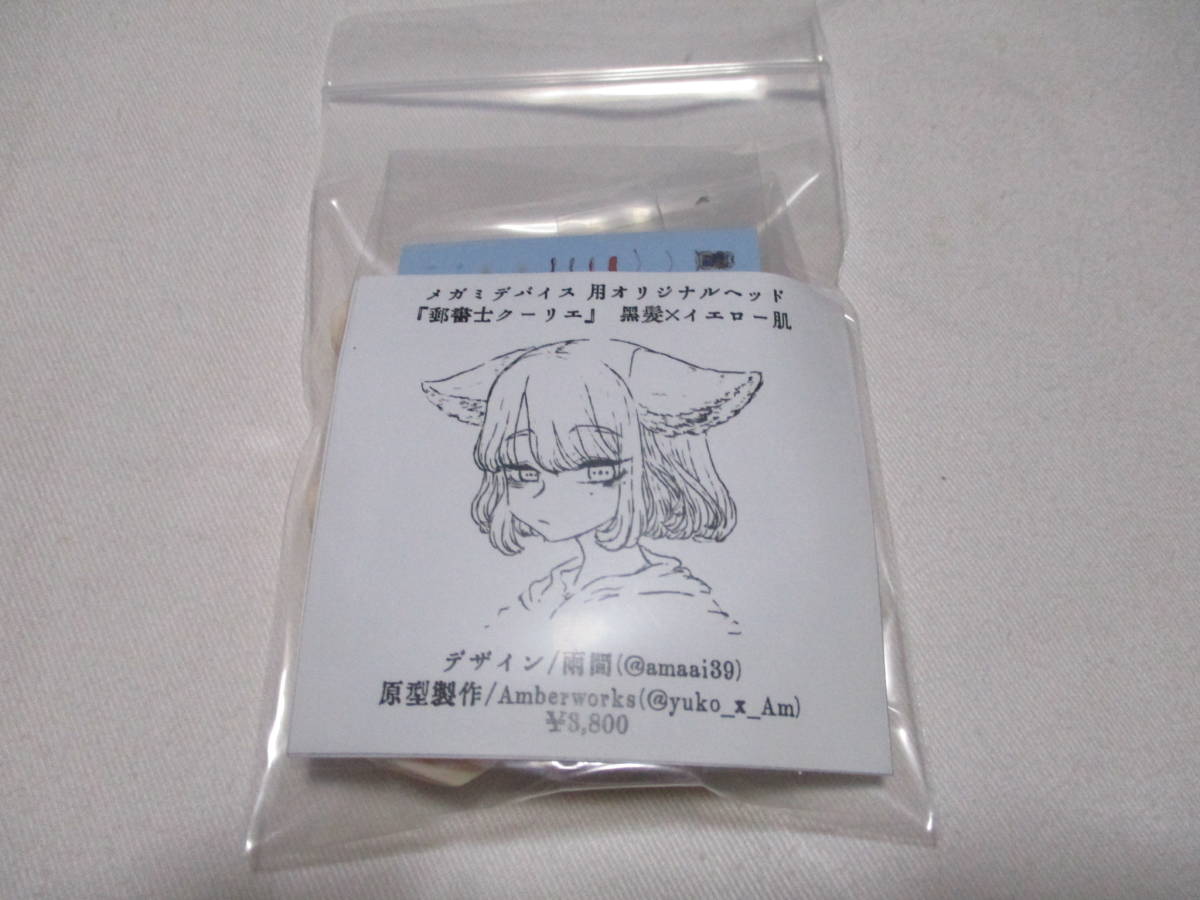 メガミデバイス 用オリジナルヘッド
『郵書士クーリエ』 黒髪×イエロー肌
デザイン/雨間(@amaai39)
原型製作/Amberworks(@yuko_x_Am)
¥3,800